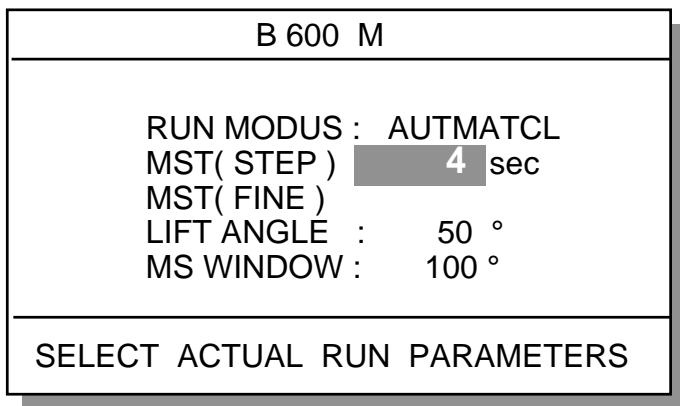 B 600 M
RUN MODUS : AUTMATCL
MST( STEP ) 4 sec
MST( FINE )
LIFT ANGLE : 50 °
MS WINDOW : 100 °
SELECT ACTUAL RUN PARAMETERS